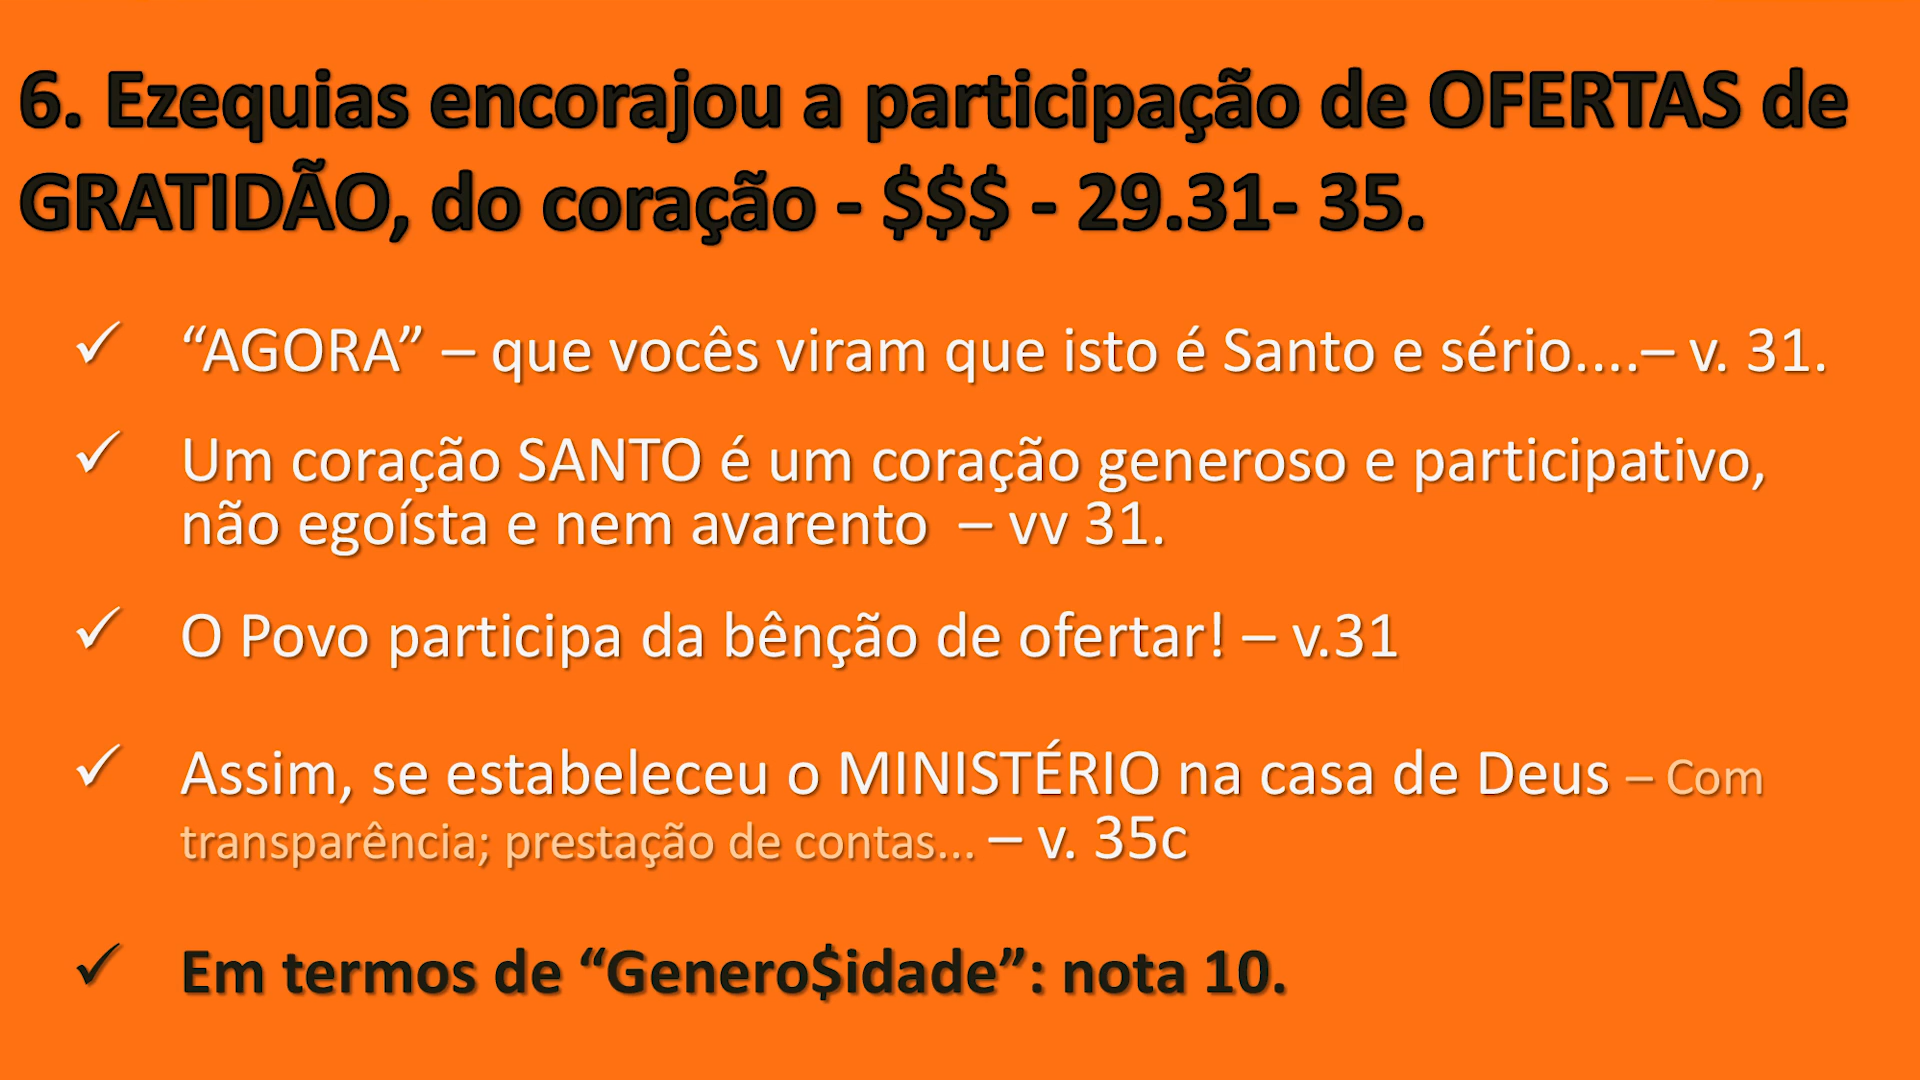 6. Ezequias encorajou a participação de OFERTAS de
GRATIDÃO, do coração - $$$ - 29.31- 35.
✓ “AGORA” – que vocês viram que isto é Santo e sério....– v. 31.
✓ Um coração SANTO é um coração generoso e participativo,
não egoísta e nem avarento – vv 31.
✓ O Povo participa da bênção de ofertar! – v.31
✓ Assim, se estabeleceu o MINISTÉRIO na casa de Deus – Com
transparência; prestação de contas... – v. 35c
✓ Em termos de “Genero$idade”: nota 10.